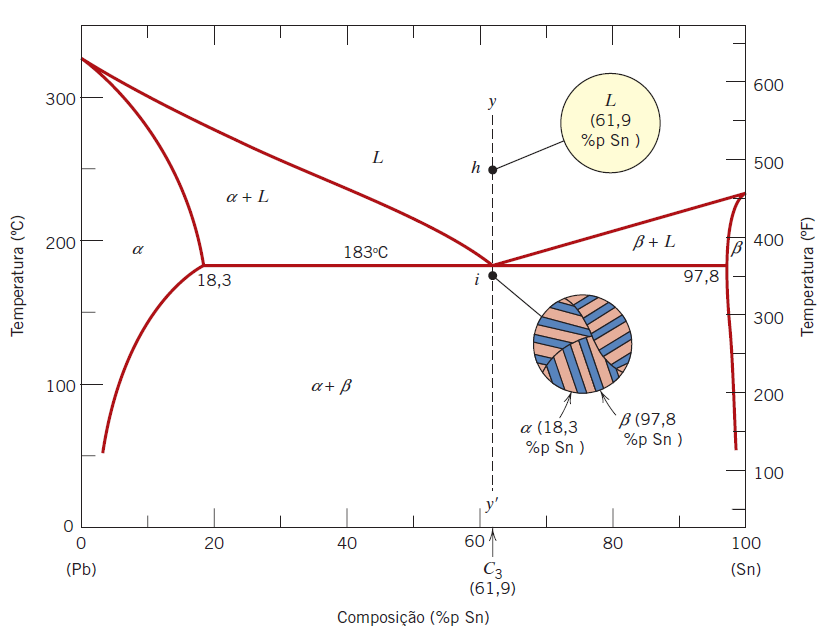 y
L
(61,9
%p Sn )
600
300
L
h
500
α + L
Temperatura (°C)
Temperatura (°F)
200
α
183°C
β + L
400
β
18,3
i
97,8
300
100
α + β
200
α (18,3
%p Sn )
β (97,8
%p Sn )
100
y′
0
0
20
40
60
80
100
(Pb)
C3
(Sn)
(61,9)
Composição (%p Sn)